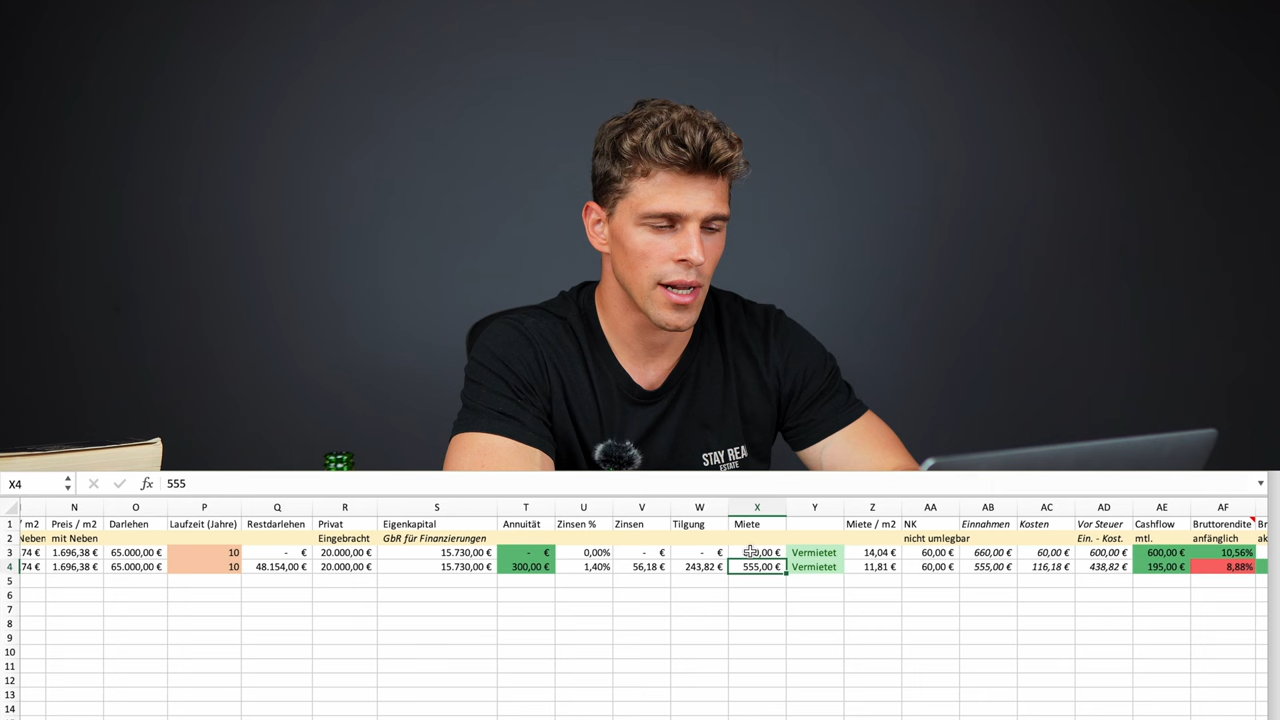 STAY REAL
ESTATE
X4 fx 555
N O P Q R S T U V W X Y Z AA AB AC AD AE AF
1 / m2 Preis / m2 Darlehen Laufzeit (Jahre) Restdarlehen Privat Eigenkapital Annuität Zinsen % Zinsen Tilgung Miete Miete / m2 NK Einnahmen Kosten Vor Steuer Cashflow Bruttorendite Br
2 Neben mit Neben Eingebracht GbR für Finanzierungen nicht umlegbar Ein. - Kost. mtl. anfänglich ak
3 74 € 1.696,38 € 65.000,00 € 10 - € 20.000,00 € 15.730,00 € - € 0,00% - € - € Vermietet 14,04 € 60,00 € 660,00 € 60,00 € 600,00 € 600,00 € 10,56%
4 74 € 1.696,38 € 65.000,00 € 10 48.154,00 € 20.000,00 € 15.730,00 € 300,00 € 1,40% 56,18 € 243,82 € 555,00 € Vermietet 11,81 € 60,00 € 555,00 € 116,18 € 438,82 € 195,00 € 8,88%
5
6
7
8
9
10
11
12
13
14